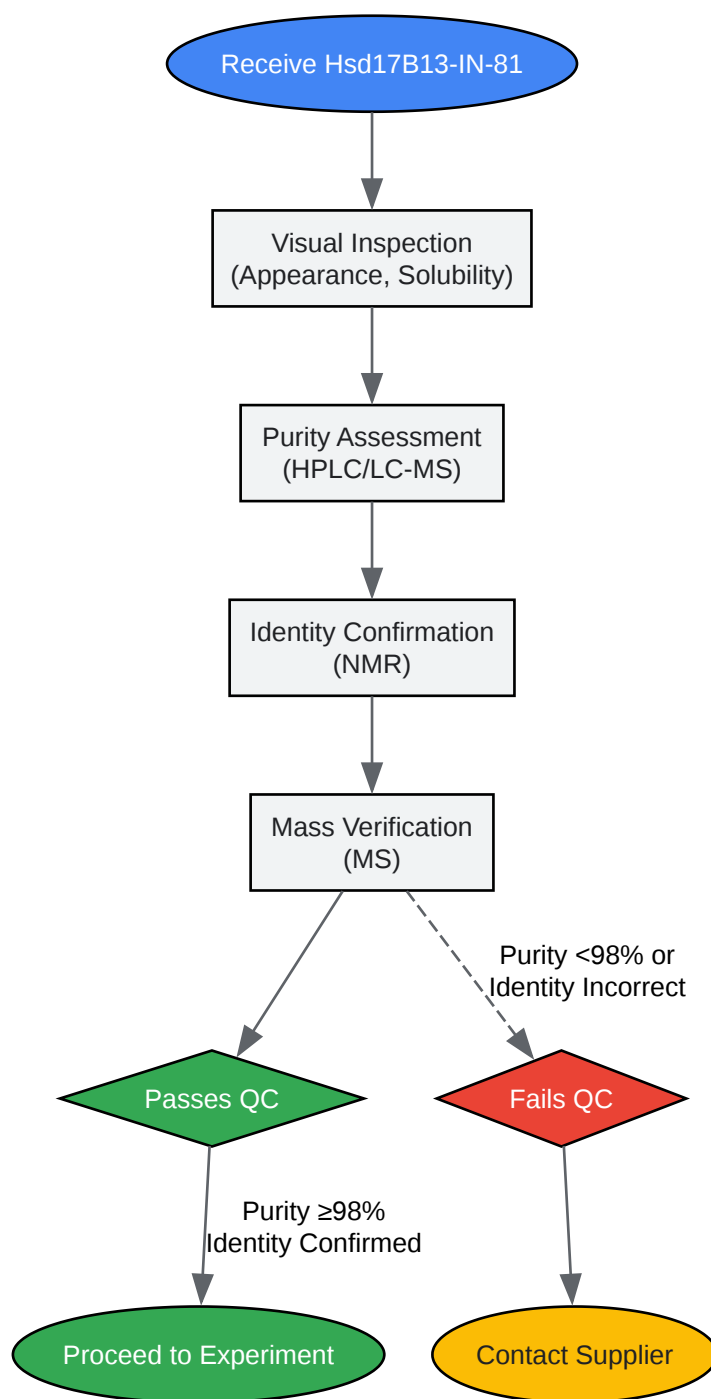 Receive Hsd17B13-IN-81
Visual Inspection
(Appearance, Solubility)
Purity Assessment
(HPLC/LC-MS)
Identity Confirmation
(NMR)
Mass Verification
(MS)
Purity <98% or
Identity Incorrect
Passes QC
Fails QC
Purity ≥98%
Identity Confirmed
Proceed to Experiment
Contact Supplier